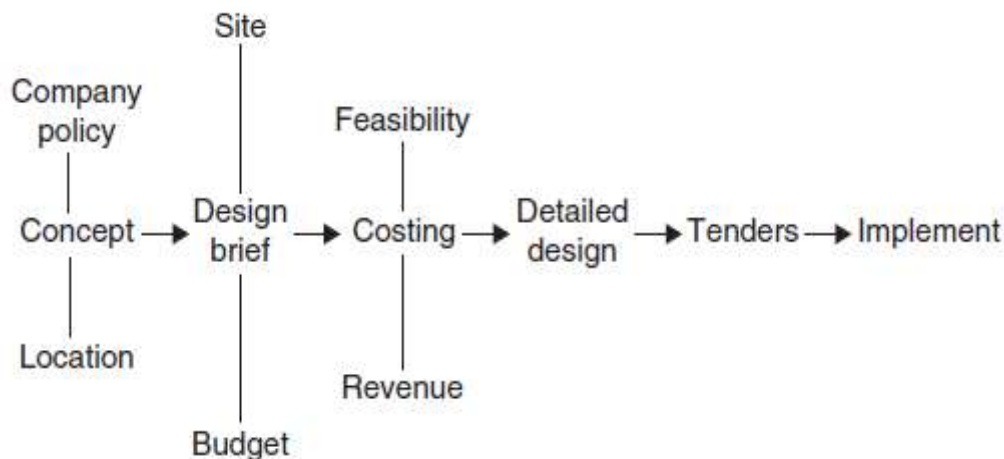 Site
Company
policy
Feasibility
Concept
Design
brief
Costing
Detailed
design
Tenders
Implement
Location
Revenue
Budget